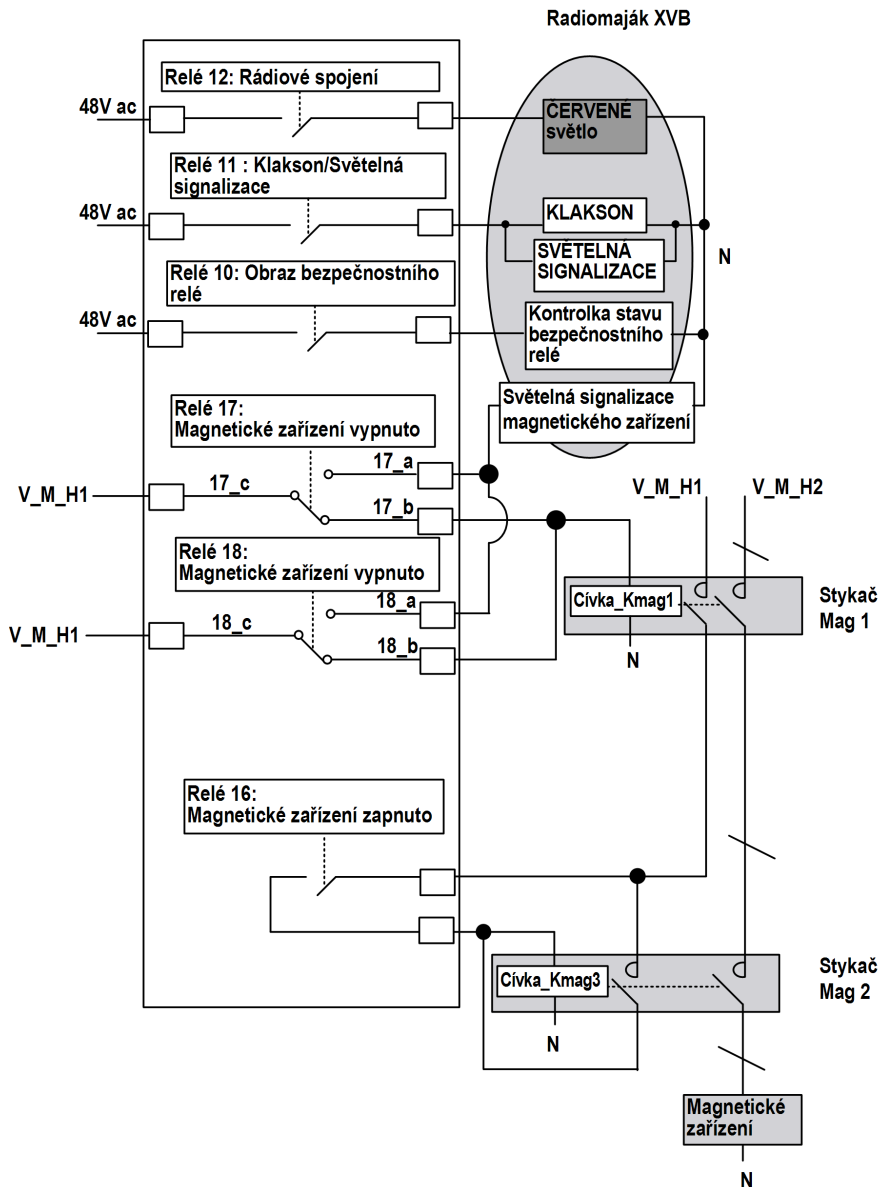 Radiomaják XVB
Relé 12: Rádiové spojení
48V ac
ČERVENÉ
světlo
Relé 11 : Klakson/Světelná
signalizace
48V ac
KLAKSON
SVĚTELNÁ
SIGNALIZACE
N
Relé 10: Obraz bezpečnostního
relé
48V ac
Kontrolka stavu
bezpečnostního
relé
Světelná signalizace
magnetického zařízení
Relé 17:
Magnetické zařízení vypnuto
17_a
V_M_H1
17_c
17_b
V_M_H1
V_M_H2
Relé 18:
Magnetické zařízení vypnuto
18_a
V_M_H1
18_c
18_b
Cívka_Kmag1
N
Stykač
Mag 1
Relé 16:
Magnetické zařízení zapnuto
Cívka_Kmag3
N
Stykač
Mag 2
Magnetické
zařízení
N